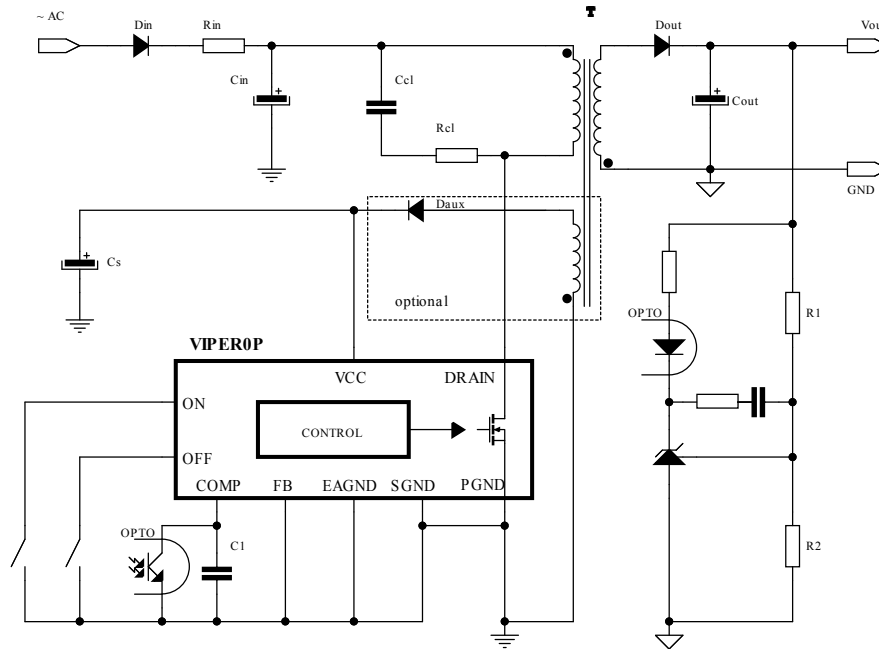 T
~ AC
Din
Rin
Dout
Vou
Cin
Ccl
Cout
Rcl
GND
Daux
Cs
optional
OPTO
R1
VIPER0P
VCC
DRAIN
ON
CONTROL
OFF
COMP
FB
EAGND
SGND
PGND
OPTO
C1
R2